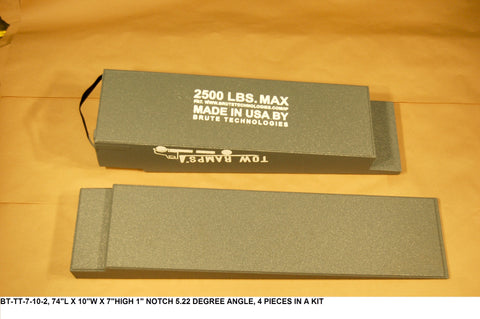 2500 LBS. MAX
MADE IN USA BY
BRUTE TECHNOLOGIES
TOW RAMPS
BT-TT-7-10-2, 74"L X 10"W X 7"HIGH 1" NOTCH 5.22 DEGREE ANGLE, 4 PIECES IN A KIT